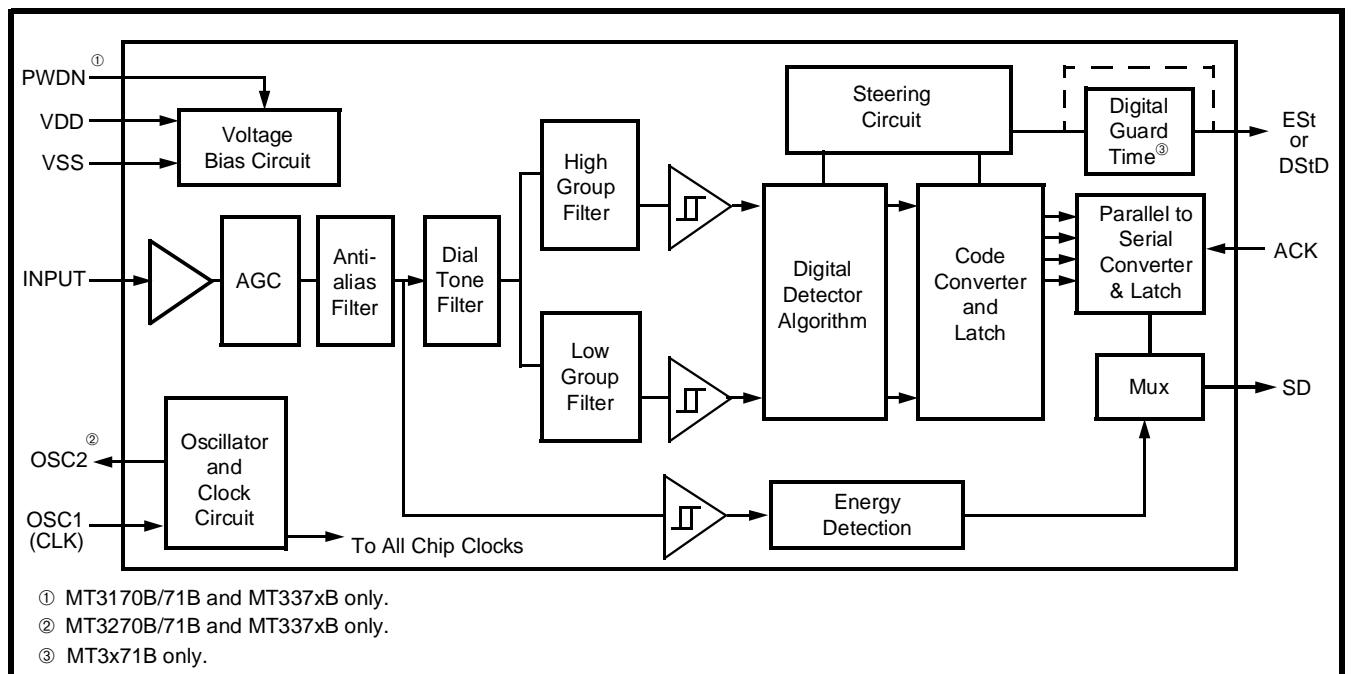 PWDN ①
VDD
VSS
Voltage
Bias Circuit
INPUT
AGC
Anti-
alias
Filter
Dial
Tone
Filter
High
Group
Filter
Low
Group
Filter
Steering
Circuit
Digital
Detector
Algorithm
Code
Converter
and
Latch
Digital
Guard
Time③
ESt
or
DStD
Parallel to
Serial
Converter
& Latch
ACK
Mux
SD
Energy
Detection
OSC2 ②
OSC1
(CLK)
Oscillator
and
Clock
Circuit
To All Chip Clocks
① MT3170B/71B and MT337xB only.
② MT3270B/71B and MT337xB only.
③ MT3x71B only.